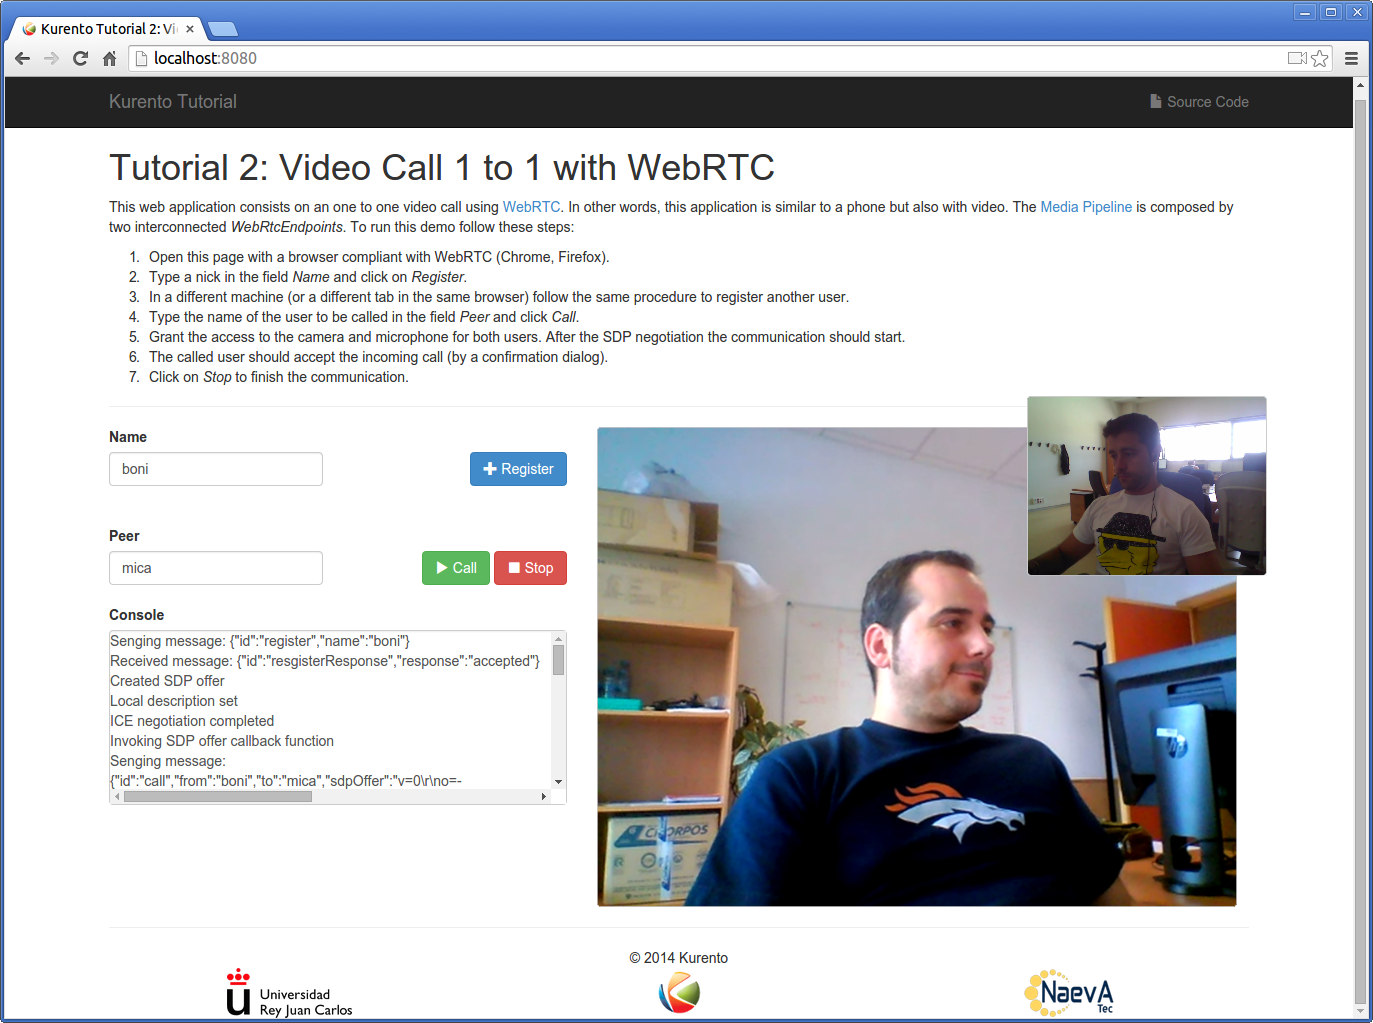 Kurento Tutorial 2: Vi
localhost:8080
Kurento Tutorial
Source Code
Tutorial 2: Video Call 1 to 1 with WebRTC
This web application consists on an one to one video call using WebRTC. In other words, this application is similar to a phone but also with video. The Media Pipeline is composed by
two interconnected WebRtcEndpoints. To run this demo follow these steps:
1. Open this page with a browser compliant with WebRTC (Chrome, Firefox).
2. Type a nick in the field Name and click on Register.
3. In a different machine (or a different tab in the same browser) follow the same procedure to register another user.
4. Type the name of the user to be called in the field Peer and click Call.
5. Grant the access to the camera and microphone for both users. After the SDP negotiation the communication should start.
6. The called user should accept the incoming call (by a confirmation dialog).
7. Click on Stop to finish the communication.
Name
boni
Register
Peer
mica
Call
Stop
Console
Senging message: {"id":"register","name":"boni"}
Received message: {"id":"resgisterResponse","response":"accepted"}
Created SDP offer
Local description set
ICE negotiation completed
Invoking SDP offer callback function
Senging message:
{"id":"call","from":"boni","to":"mica","sdpOffer":"v=0\r\no=-
hp
© 2014 Kurento
Universidad
Rey Juan Carlos
NaevA
Tec